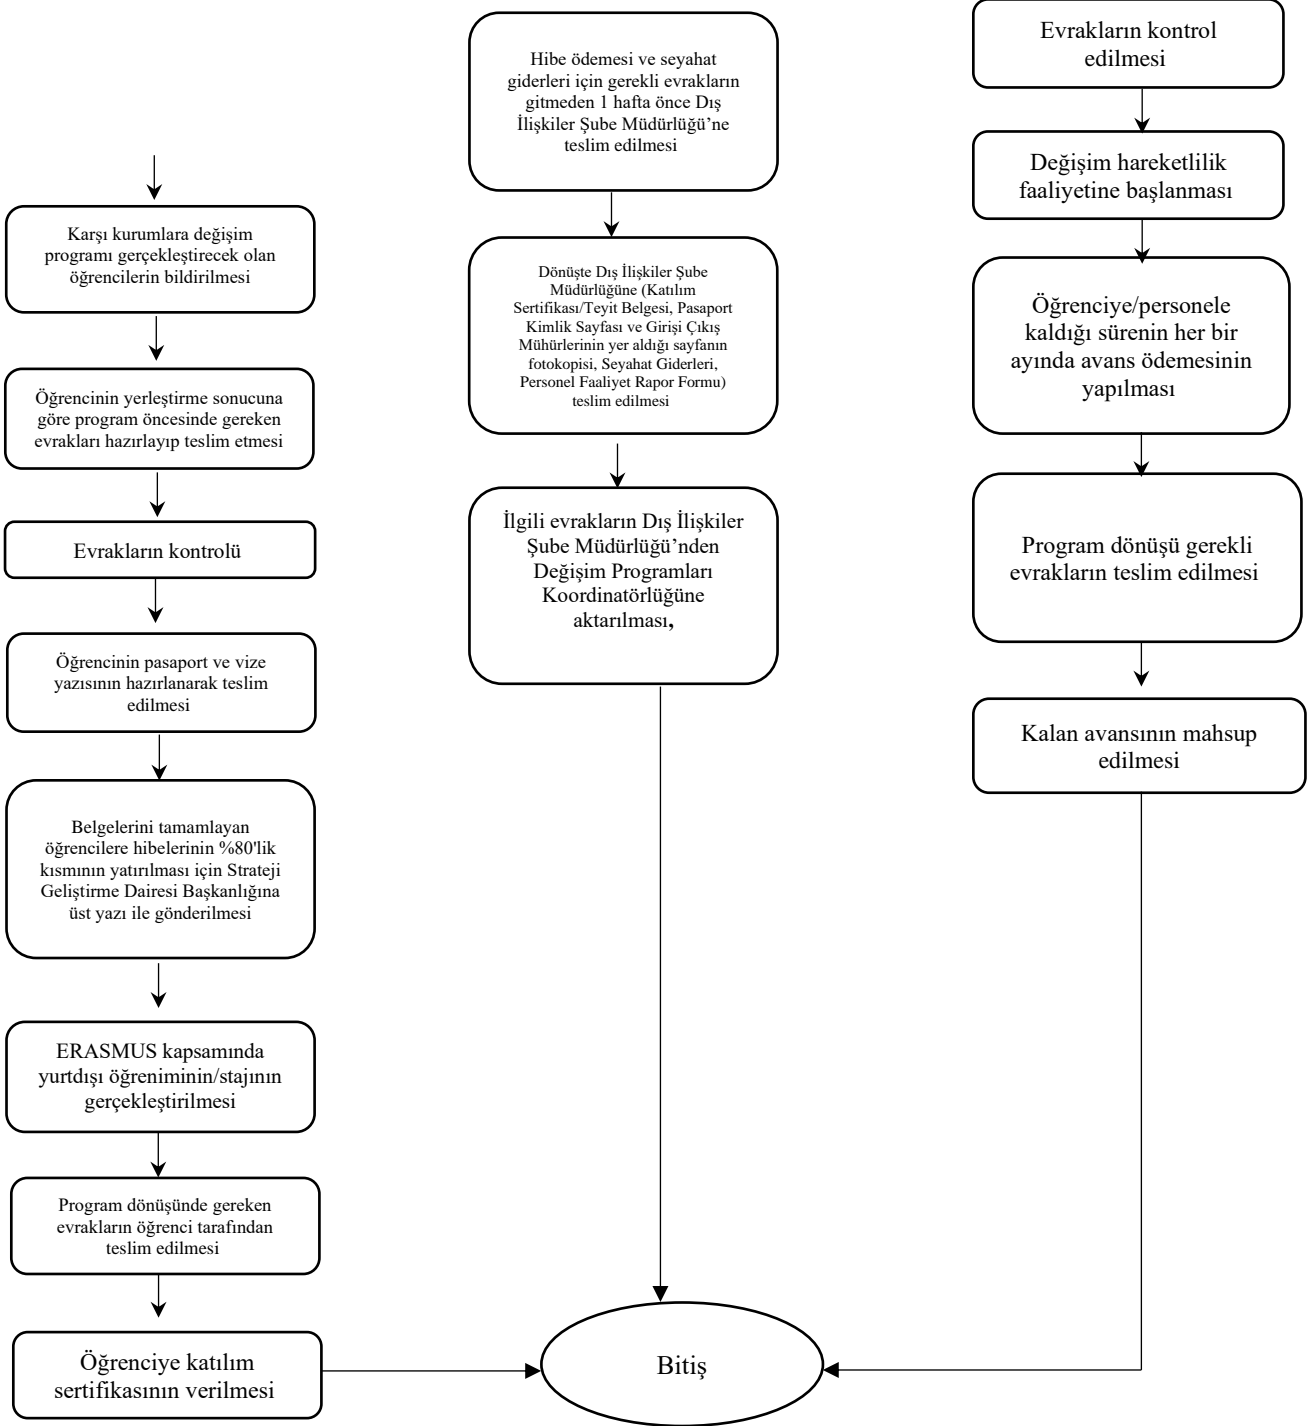 Karşı kurumlara değişim
programı gerçekleştirecek olan
öğrencilerin bildirilmesi
Öğrencinin yerleştirme sonucuna
göre program öncesinde gereken
evrakları hazırlayıp teslim etmesi
Evrakların kontrolü
Öğrencinin pasaport ve vize
yazısının hazırlanarak teslim
edilmesi
Belgelerini tamamlayan
öğrencilere hibelerinin %80'lik
kısmının yatırılması için Strateji
Geliştirme Dairesi Başkanlığına
üst yazı ile gönderilmesi
ERASMUS kapsamında
yurtdışı öğreniminin/stajının
gerçekleştirilmesi
Program dönüşünde gereken
evrakların öğrenci tarafından
teslim edilmesi
Öğrenciye katılım
sertifikasının verilmesi
Hibe ödemesi ve seyahat
giderleri için gerekli evrakların
gitmeden 1 hafta önce Dış
İlişkiler Şube Müdürlüğü’ne
teslim edilmesi
Dönüşte Dış İlişkiler Şube
Müdürlüğüne (Katılım
Sertifikası/Teyit Belgesi, Pasaport
Kimlik Sayfası ve Girişi Çıkış
Mühürlerinin yer aldığı sayfanın
fotokopisi, Seyahat Giderleri,
Personel Faaliyet Rapor Formu)
teslim edilmesi
İlgili evrakların Dış İlişkiler
Şube Müdürlüğü’nden
Değişim Programları
Koordinatörlüğüne
aktarılması,
Evrakların kontrol
edilmesi
Değişim hareketlilik
faaliyetine başlanması
Öğrenciye/personele
kaldığı sürenin her bir
ayında avans ödemesinin
yapılması
Program dönüşü gerekli
evrakların teslim edilmesi
Kalan avansının mahsup
edilmesi
Bitiş